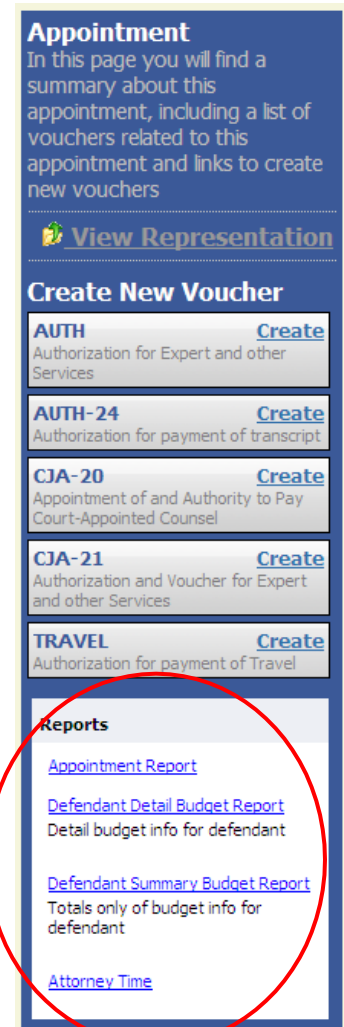 Appointment
In this page you will find a
summary about this
appointment, including a list of
vouchers related to this
appointment and links to create
new vouchers
View Representation
Create New Voucher
AUTH Create
Authorization for Expert and other
Services
AUTH-24 Create
Authorization for payment of transcript
CJA-20 Create
Appointment of and Authority to Pay
Court-Appointed Counsel
CJA-21 Create
Authorization and Voucher for Expert
and other Services
TRAVEL Create
Authorization for payment of Travel
Reports
Appointment Report
Defendant Detail Budget Report
Detail budget info for defendant
Defendant Summary Budget Report
Totals only of budget info for
defendant
Attorney Time